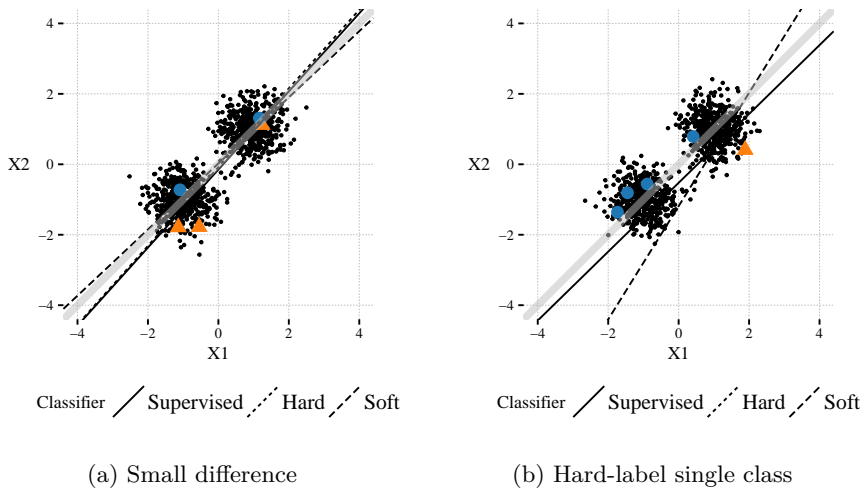 4
2
X2
0
−2
−4
−4
−2
0
2
4
X1
Classifier Supervised Hard Soft
(a) Small difference
4
2
X2
0
−2
−4
−4
−2
0
2
4
X1
Classifier Supervised Hard Soft
(b) Hard-label single class